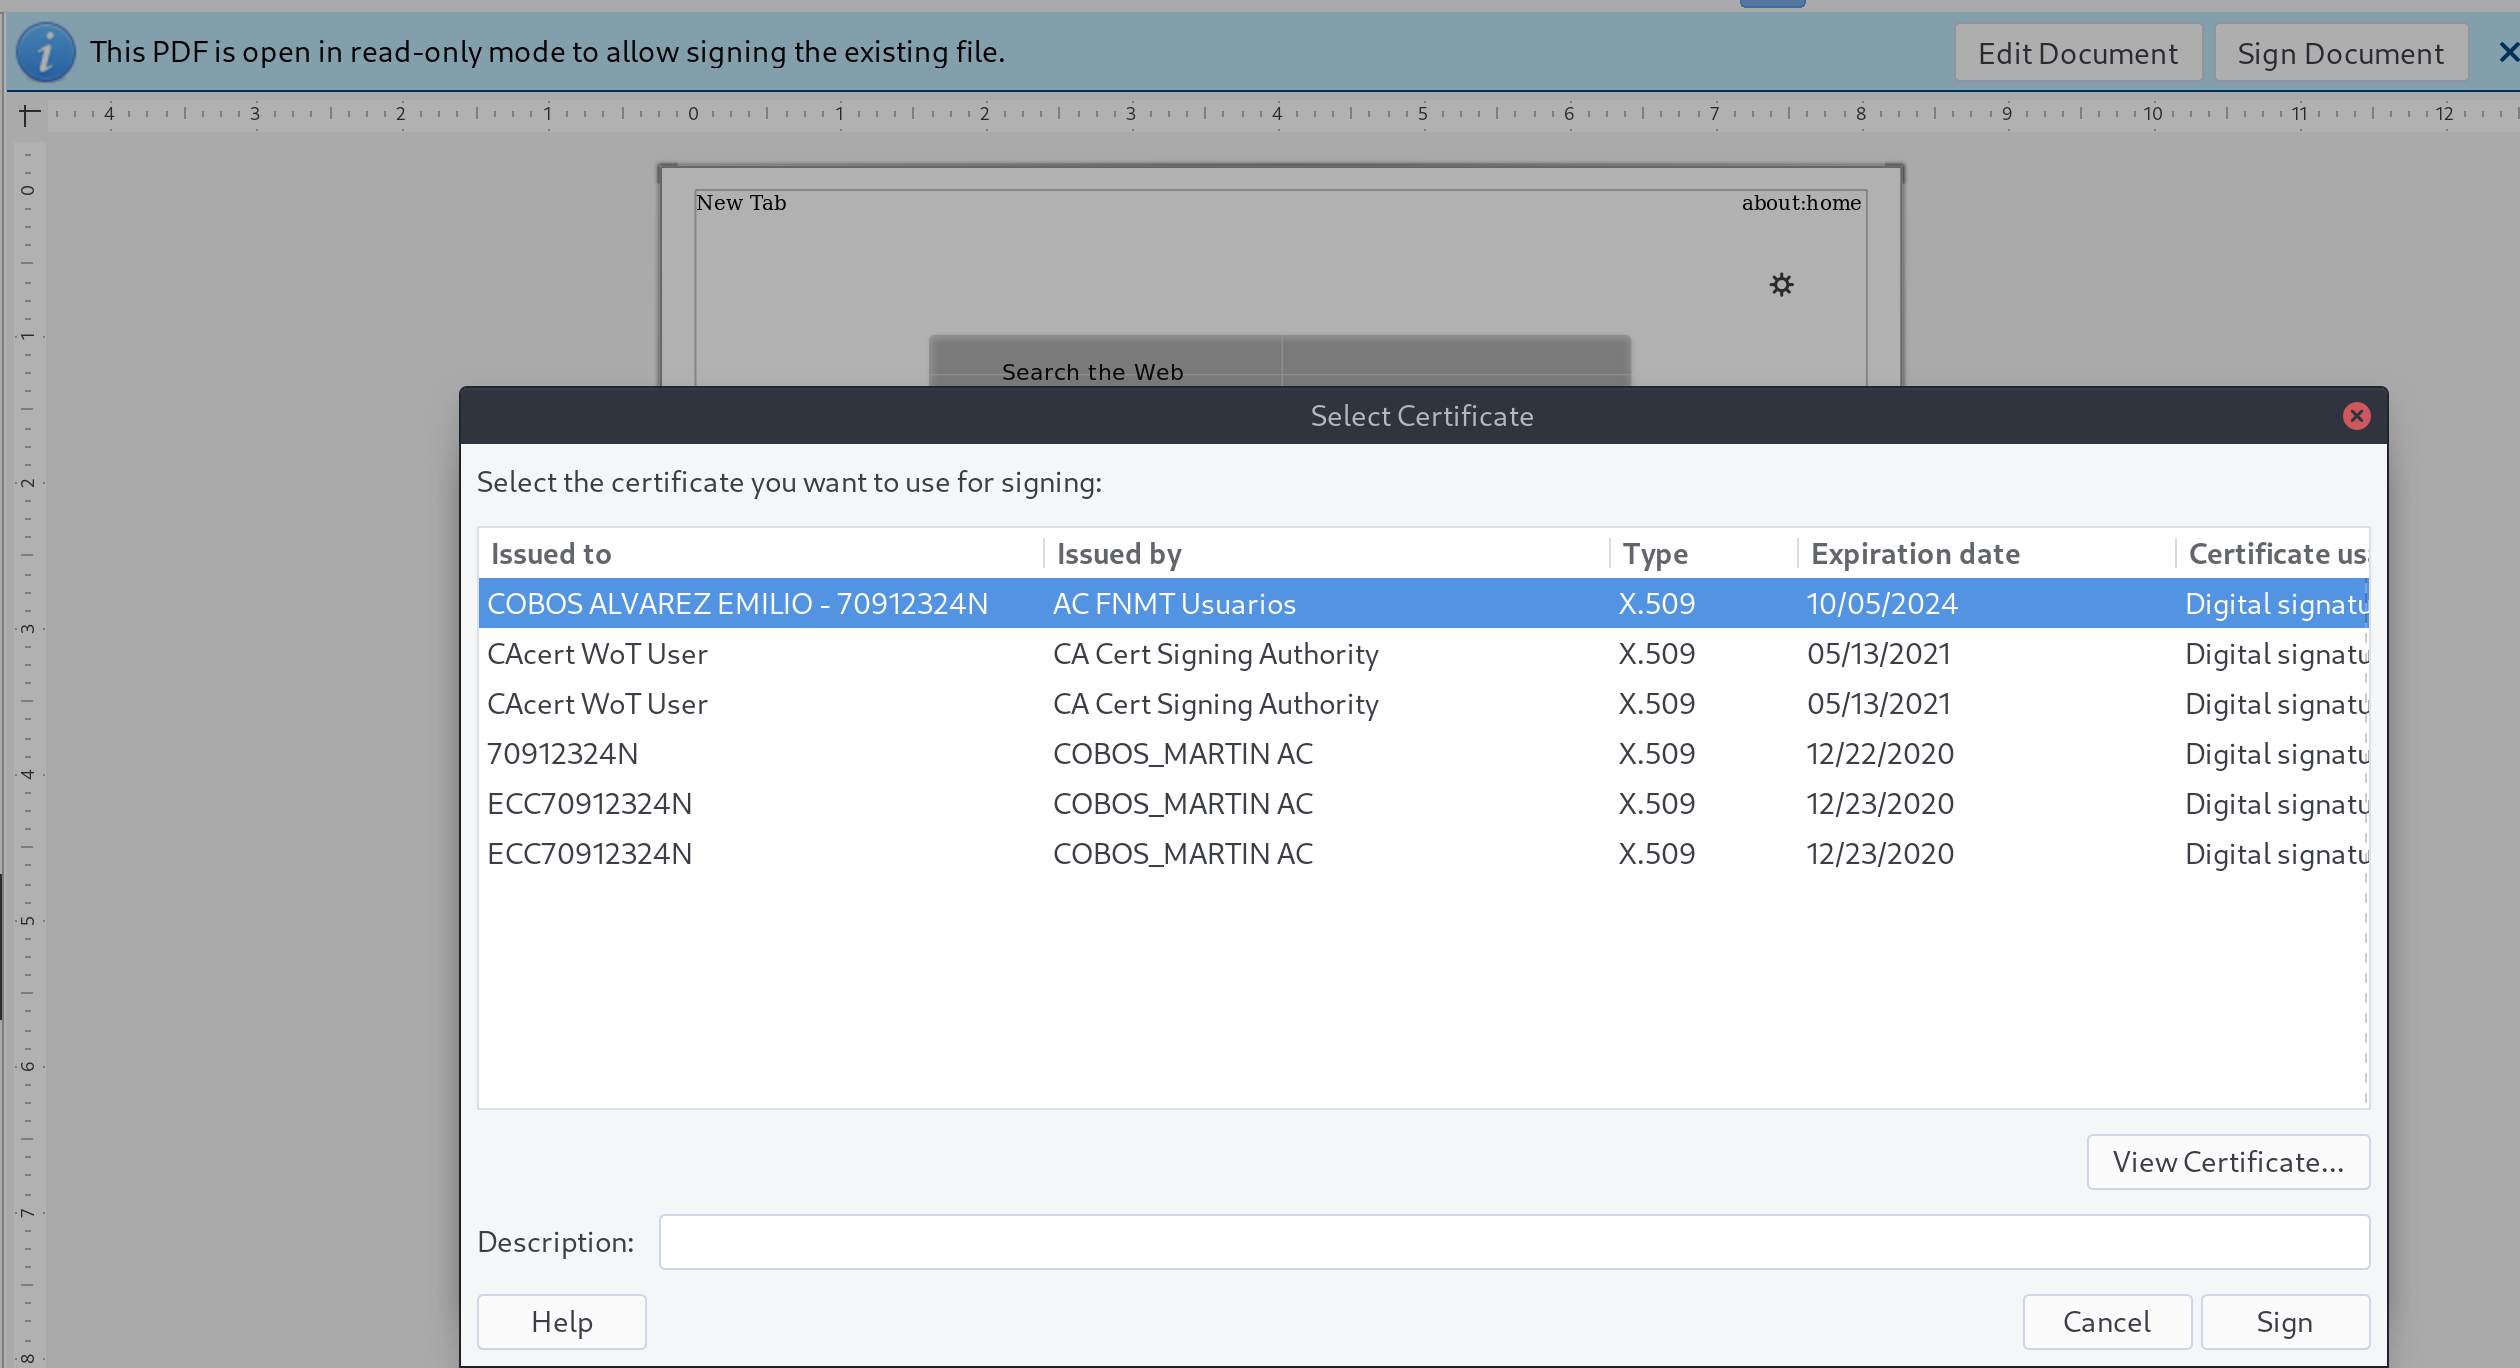 This PDF is open in read-only mode to allow signing the existing file. Edit Document Sign Document
4 3 2 1 0 1 2 3 4 5 6 7 8 9 10 11 12
0
1
2
3
4
5
6
7
8
New Tab about:home
Search the Web
Select Certificate
Select the certificate you want to use for signing:
Issued to Issued by Type Expiration date Certificate us
COBOS ALVAREZ EMILIO - 70912324N AC FNMT Usuarios X.509 10/05/2024 Digital signatu
CAcert WoT User CA Cert Signing Authority X.509 05/13/2021 Digital signatu
CAcert WoT User CA Cert Signing Authority X.509 05/13/2021 Digital signatu
70912324N COBOS_MARTIN AC X.509 12/22/2020 Digital signatu
ECC70912324N COBOS_MARTIN AC X.509 12/23/2020 Digital signatu
ECC70912324N COBOS_MARTIN AC X.509 12/23/2020 Digital signatu
View Certificate...
Description:
Help Cancel Sign